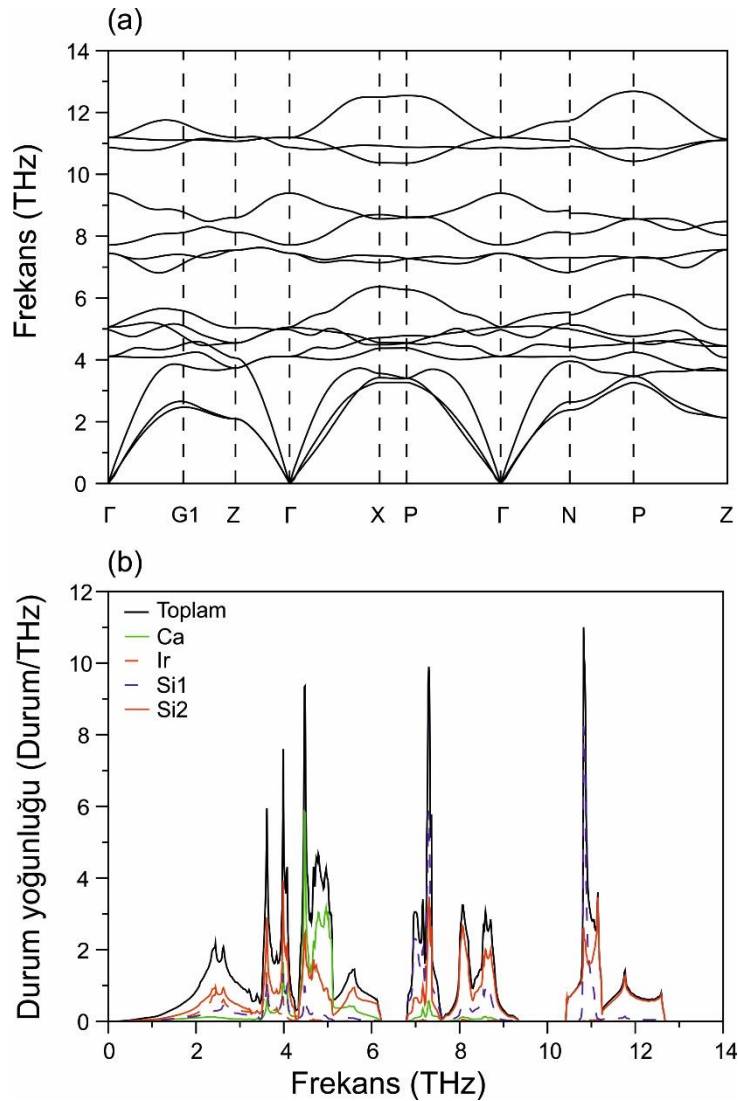 (a)
14
12
10
8
6
4
2
0
Frekans (THz)
Γ G1 Z Γ X P Γ N P Z
(b)
12
10
8
6
4
2
0
Durum yoğunluğu (Durum/THz)
Toplam
Ca
Ir
Si1
Si2
0 2 4 6 8 10 12 14
Frekans (THz)